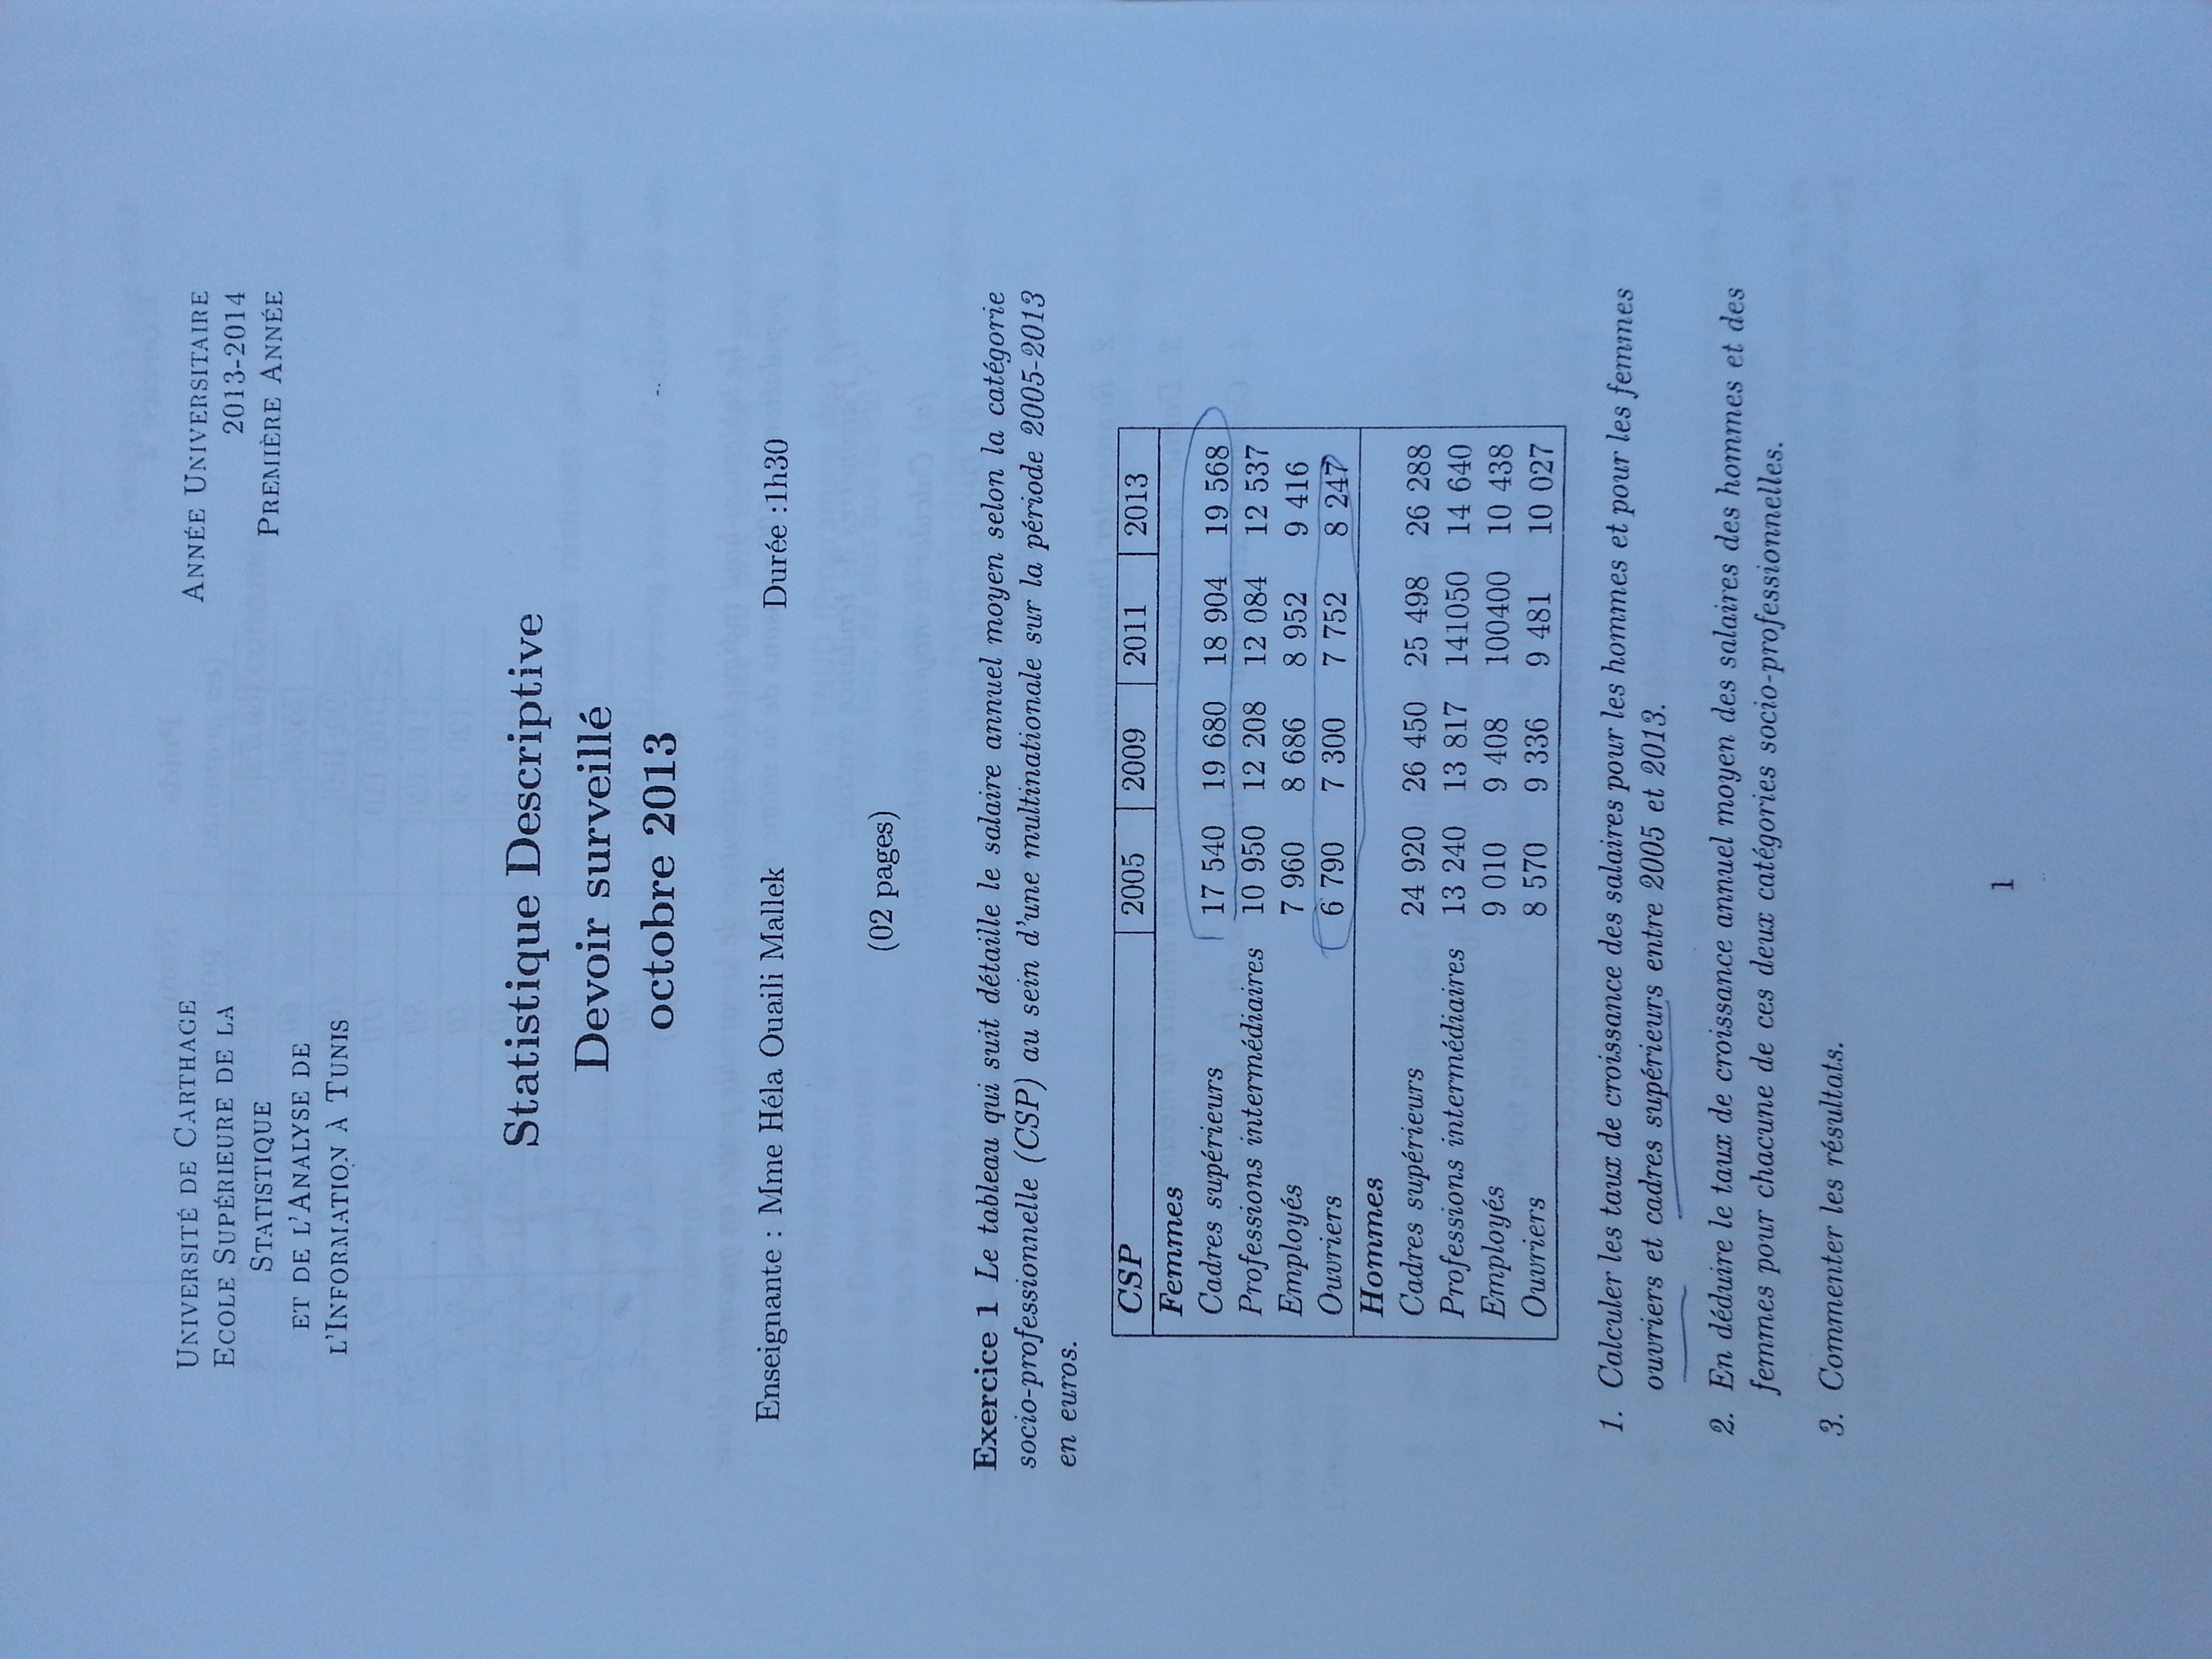 UNIVERSITÉ DE CARTHAGE
ECOLE SUPÉRIEURE DE LA
STATISTIQUE
ET DE L'ANALYSE DE
L'INFORMATION À TUNIS
ANNÉE UNIVERSITAIRE
2013-2014
PREMIÈRE ANNÉE
Statistique Descriptive
Devoir surveillé
octobre 2013
Enseignante : Mme Héla Ouaili Mallek Durée :1h30
(02 pages)
Exercice 1 Le tableau qui suit détaille le salaire annuel moyen selon la catégorie
socio-professionnelle (CSP) au sein d'une multinationale sur la période 2005-2013
en euros.
CSP 2005 2009 2011 2013
Femmes
Cadres supérieurs 17 540 19 680 18 904 19 568
Professions intermédiaires 10 950 12 208 12 084 12 537
Employés 7 960 8 686 8 952 9 416
Ouvriers 6 790 7 300 7 752 8 247
Hommes
Cadres supérieurs 24 920 26 450 25 498 26 288
Professions intermédiaires 13 240 13 817 141050 14 640
Employés 9 010 9 408 100400 10 438
Ouvriers 8 570 9 336 9 481 10 027
1. Calculer les taux de croissance des salaires pour les hommes et pour les femmes
ouvriers et cadres supérieurs entre 2005 et 2013.
2. En déduire le taux de croissance annuel moyen des salaires des hommes et des
femmes pour chacune de ces deux catégories socio-professionnelles.
3. Commenter les résultats.
1